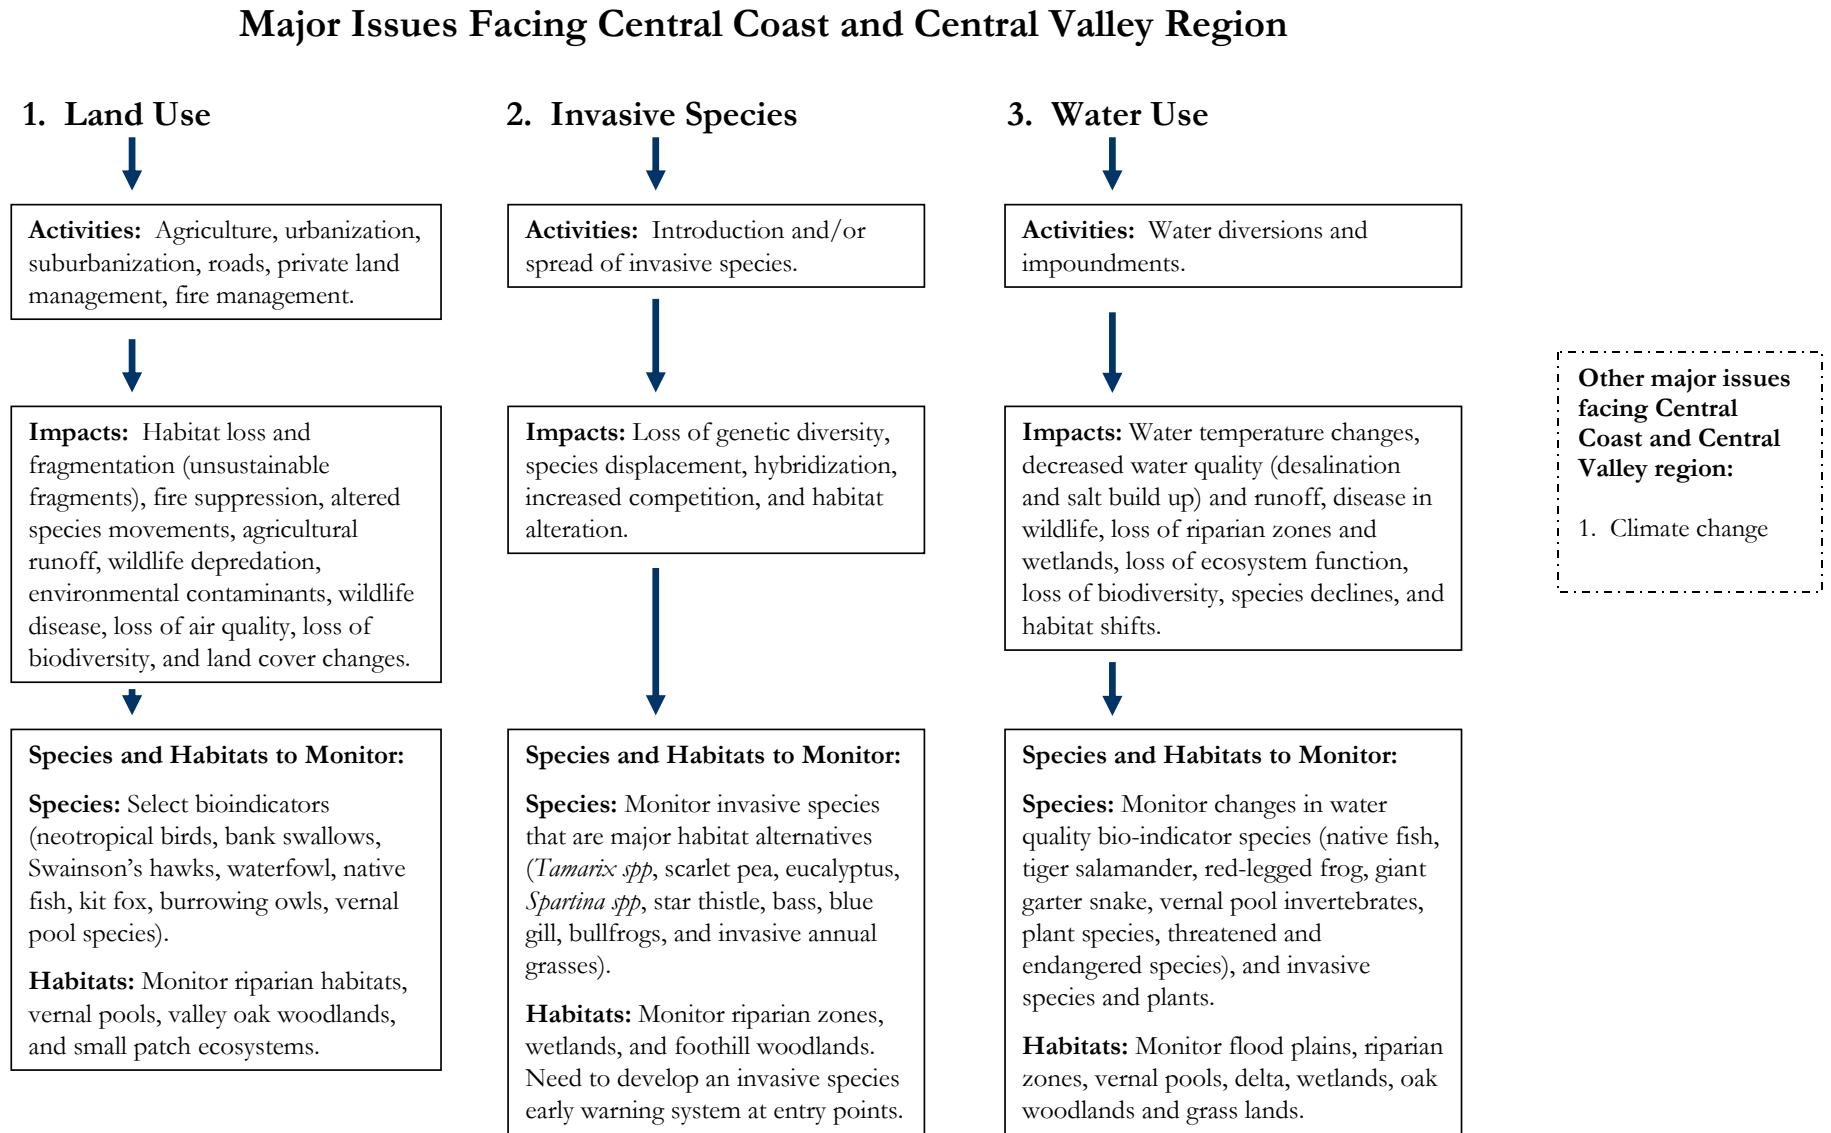 Major Issues Facing Central Coast and Central Valley Region
1. Land Use
Activities: Agriculture, urbanization,
suburbanization, roads, private land
management, fire management.
Impacts: Habitat loss and
fragmentation (unsustainable
fragments), fire suppression, altered
species movements, agricultural
runoff, wildlife depredation,
environmental contaminants, wildlife
disease, loss of air quality, loss of
biodiversity, and land cover changes.
Species and Habitats to Monitor:
Species: Select bioindicators
(neotropical birds, bank swallows,
Swainson’s hawks, waterfowl, native
fish, kit fox, burrowing owls, vernal
pool species).
Habitats: Monitor riparian habitats,
vernal pools, valley oak woodlands,
and small patch ecosystems.
2. Invasive Species
Activities: Introduction and/or
spread of invasive species.
Impacts: Loss of genetic diversity,
species displacement, hybridization,
increased competition, and habitat
alteration.
Species and Habitats to Monitor:
Species: Monitor invasive species
that are major habitat alternatives
(Tamarix spp, scarlet pea, eucalyptus,
Spartina spp, star thistle, bass, blue
gill, bullfrogs, and invasive annual
grasses).
Habitats: Monitor riparian zones,
wetlands, and foothill woodlands.
Need to develop an invasive species
early warning system at entry points.
3. Water Use
Activities: Water diversions and
impoundments.
Impacts: Water temperature changes,
decreased water quality (desalination
and salt build up) and runoff, disease in
wildlife, loss of riparian zones and
wetlands, loss of ecosystem function,
loss of biodiversity, species declines, and
habitat shifts.
Species and Habitats to Monitor:
Species: Monitor changes in water
quality bio-indicator species (native fish,
tiger salamander, red-legged frog, giant
garter snake, vernal pool invertebrates,
plant species, threatened and
endangered species), and invasive
species and plants.
Habitats: Monitor flood plains, riparian
zones, vernal pools, delta, wetlands, oak
woodlands and grass lands.
Other major issues
facing Central
Coast and Central
Valley region:
1. Climate change